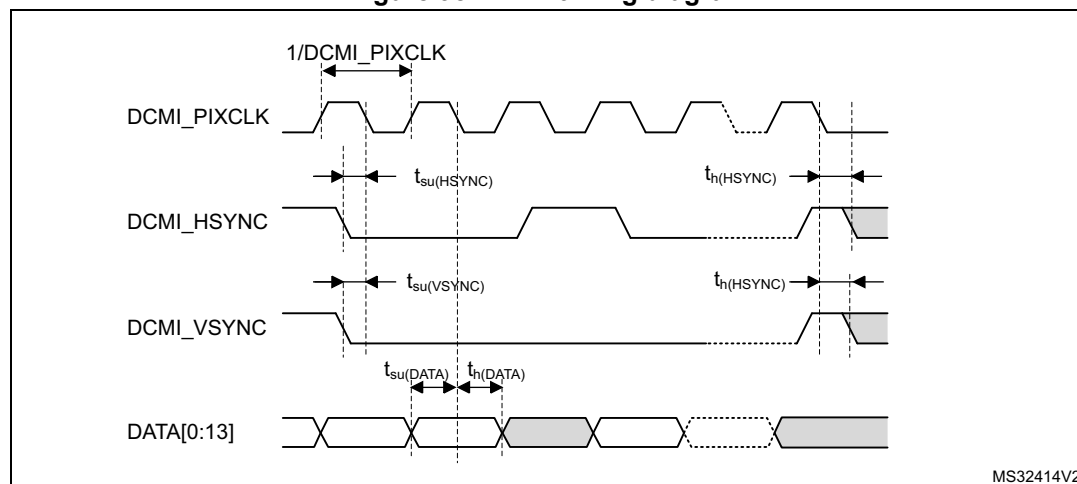 1/DCMI_PIXCLK
DCMI_PIXCLK
tsu(HSYNC) th(HSYNC)
DCMI_HSYNC
tsu(VSYNC) th(HSYNC)
DCMI_VSYNC
tsu(DATA) th(DATA)
DATA[0:13]
MS32414V2